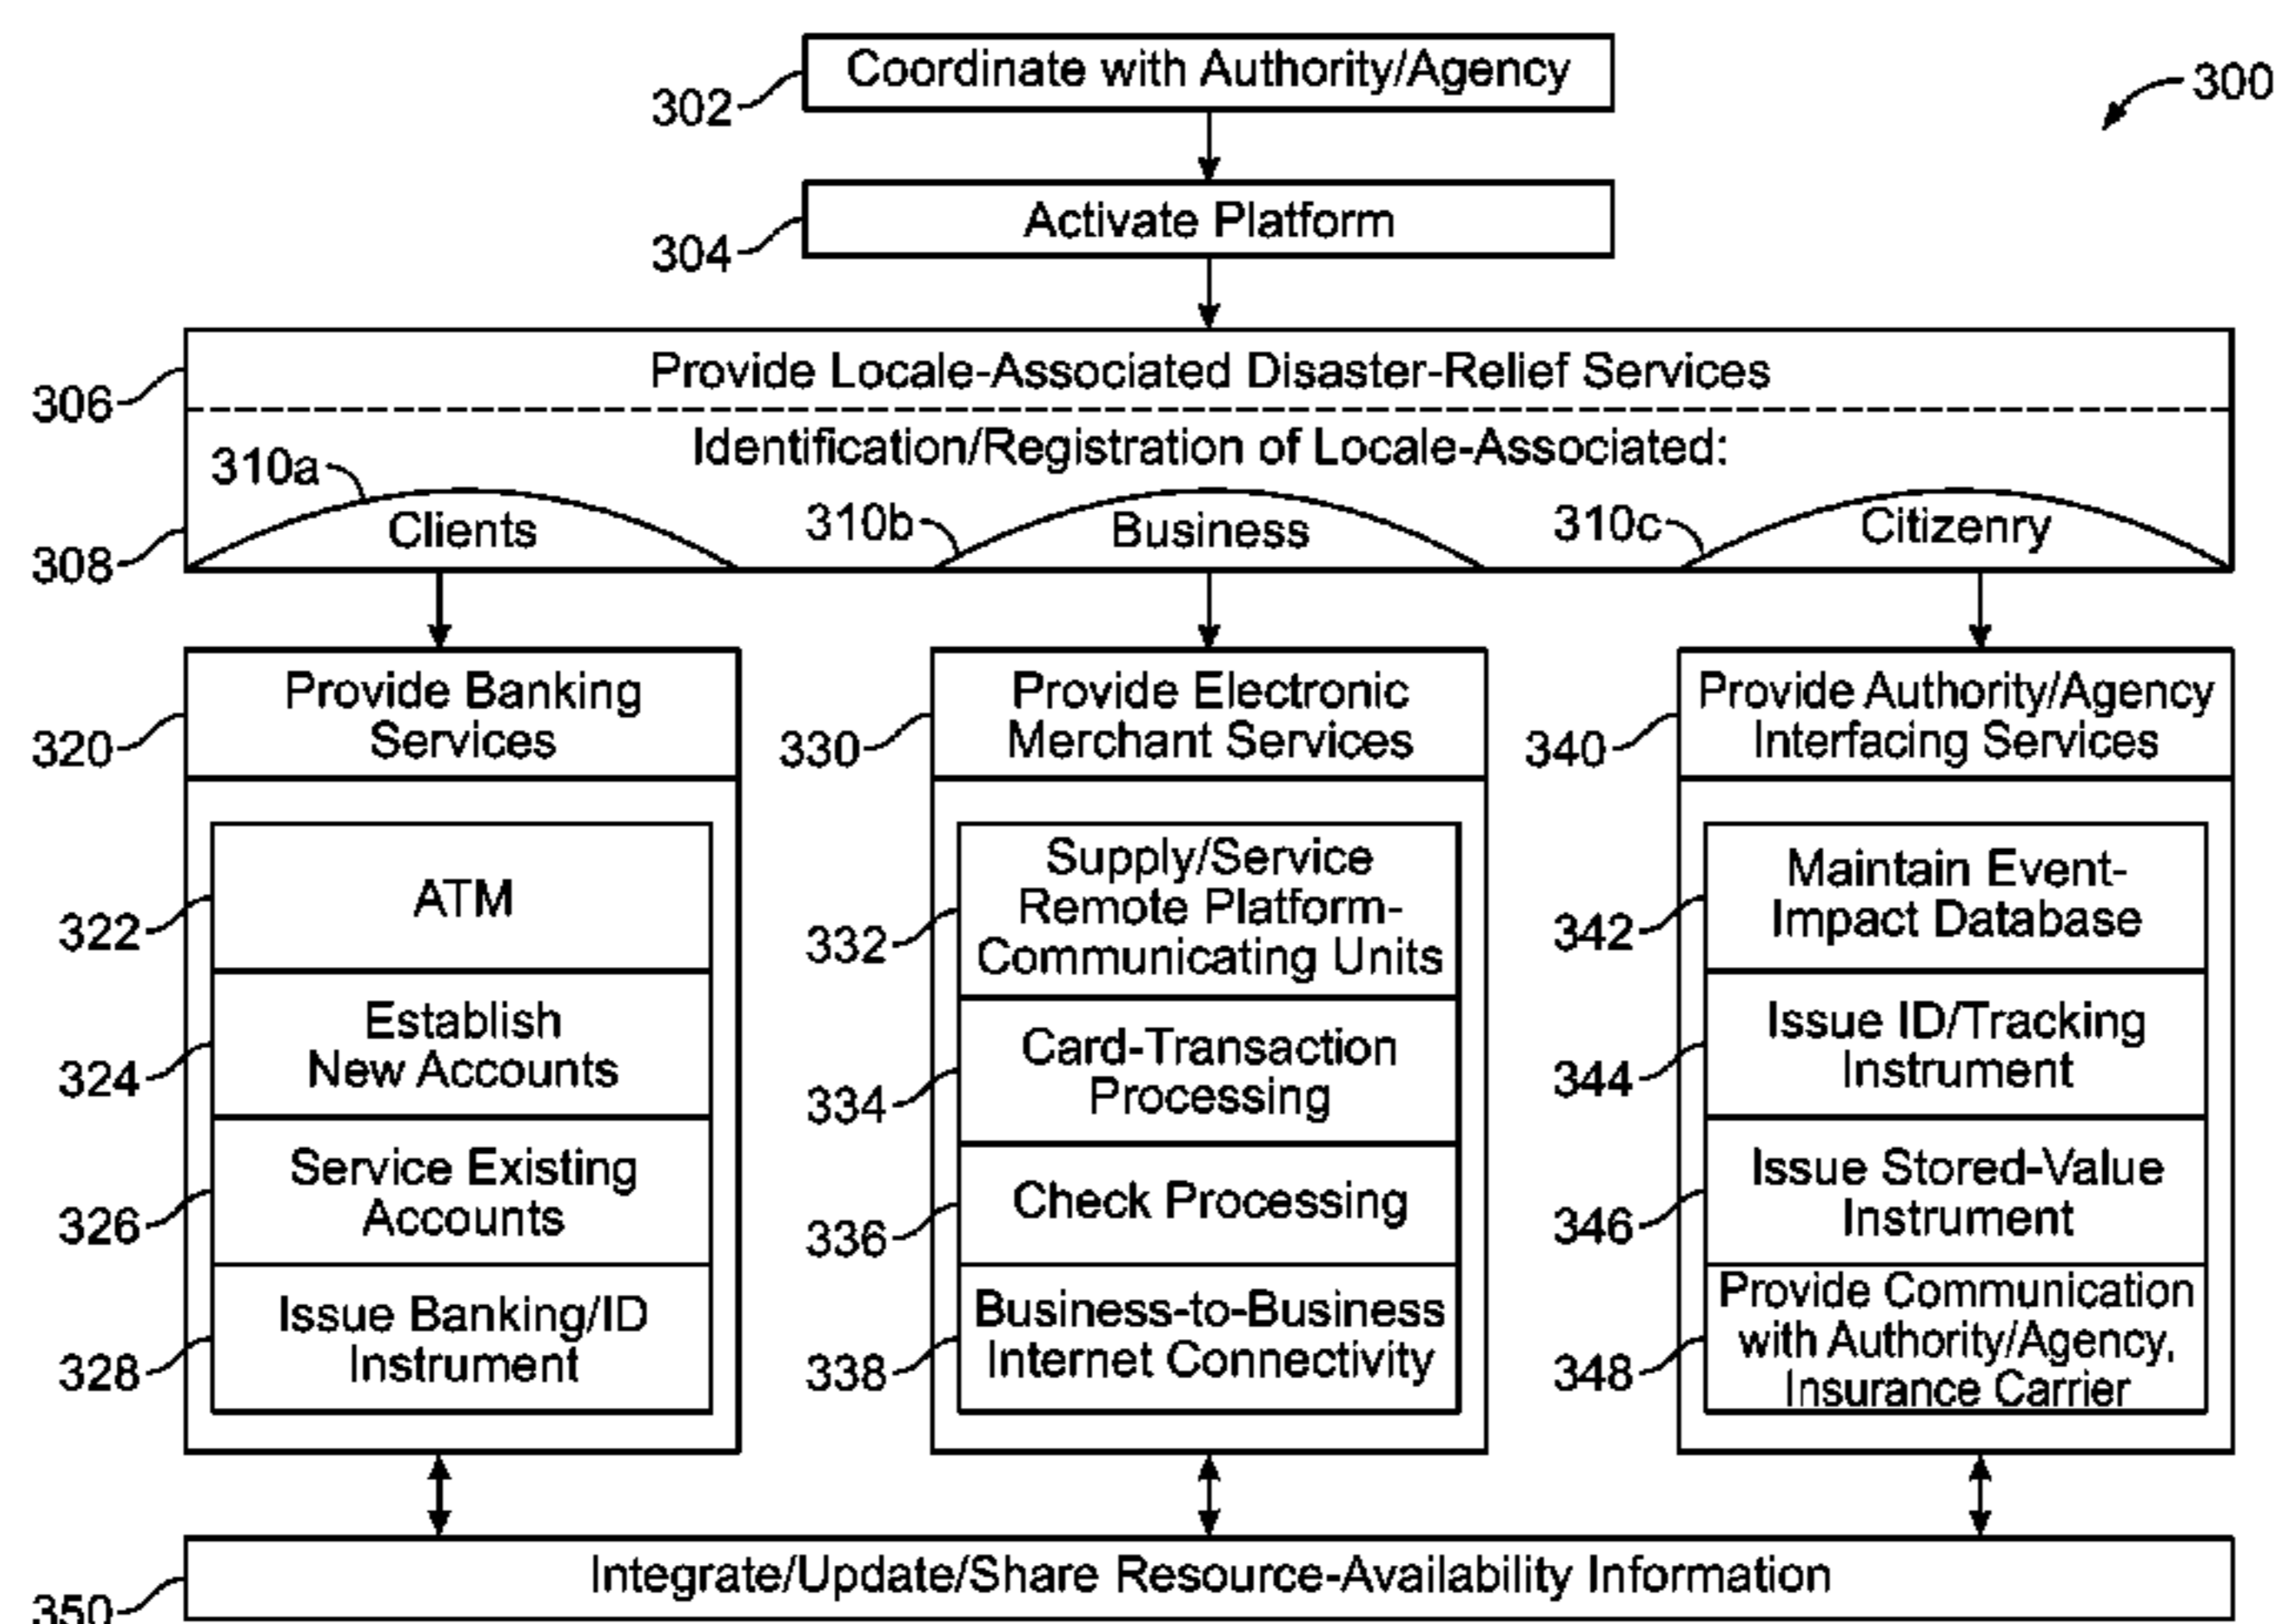 Coordinate with Authority/Agency
302
300
Activate Platform
304
Provide Locale-Associated Disaster-Relief Services
306
Identification/Registration of Locale-Associated:
310a
Clients
310b
Business
310c
Citizenry
308
Provide Banking
Services
320
ATM
322
Establish
New Accounts
324
Service Existing
Accounts
326
Issue Banking/ID
Instrument
328
Provide Electronic
Merchant Services
330
Supply/Service
Remote Platform-
Communicating Units
332
Card-Transaction
Processing
334
Check Processing
336
Business-to-Business
Internet Connectivity
338
Provide Authority/Agency
Interfacing Services
340
Maintain Event-
Impact Database
342
Issue ID/Tracking
Instrument
344
Issue Stored-Value
Instrument
346
Provide Communication
with Authority/Agency,
Insurance Carrier
348
Integrate/Update/Share Resource-Availability Information
350